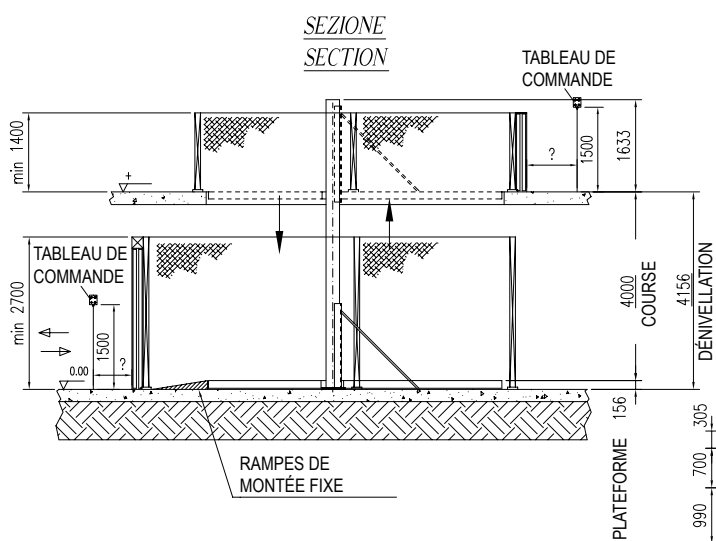 SEZIONE
SECTION
TABLEAU DE
COMMANDE
min 1400
+
?
1500
1633
TABLEAU DE
COMMANDE
min 2700
1500
?
0.00
4000
COURSE
4156
DÉNIVELLATION
RAMPES DE
MONTÉE FIXE
PLATEFORME 156
305
700
990